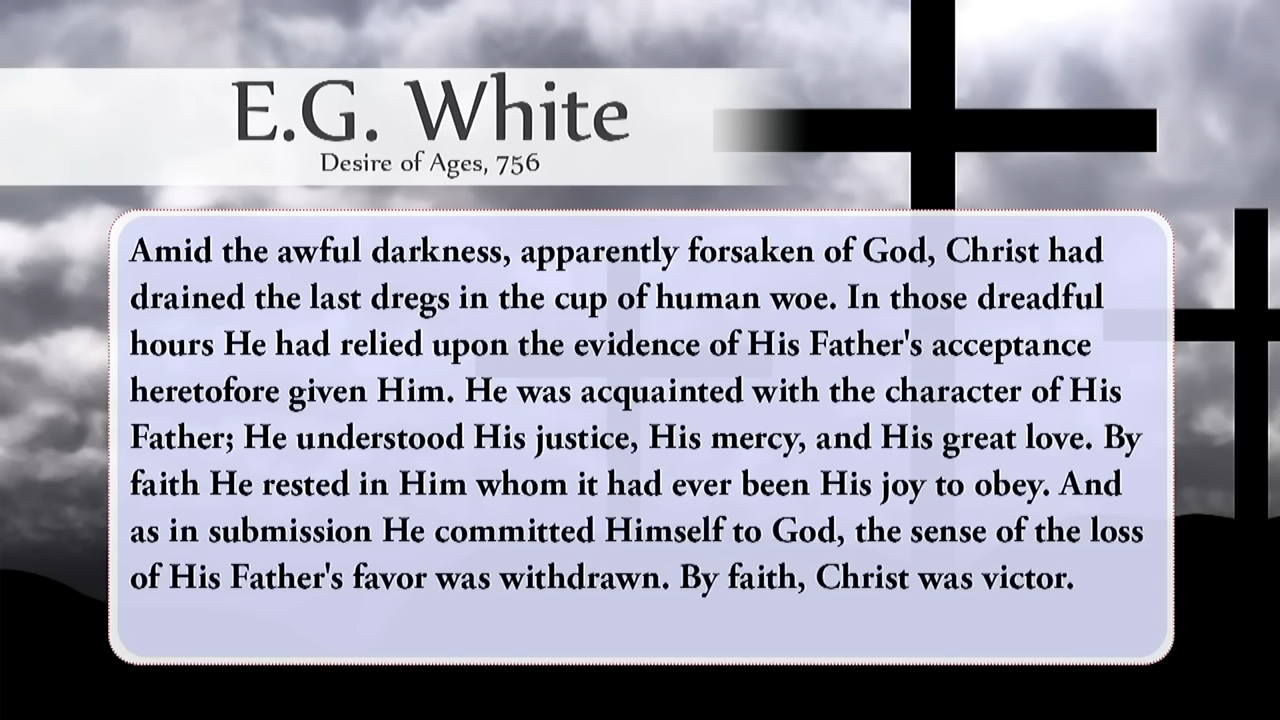 E.G. White
Desire of Ages, 756
Amid the awful darkness, apparently forsaken of God, Christ had
drained the last dregs in the cup of human woe. In those dreadful
hours He had relied upon the evidence of His Father's acceptance
heretofore given Him. He was acquainted with the character of His
Father; He understood His justice, His mercy, and His great love. By
faith He rested in Him whom it had ever been His joy to obey. And
as in submission He committed Himself to God, the sense of the loss
of His Father's favor was withdrawn. By faith, Christ was victor.